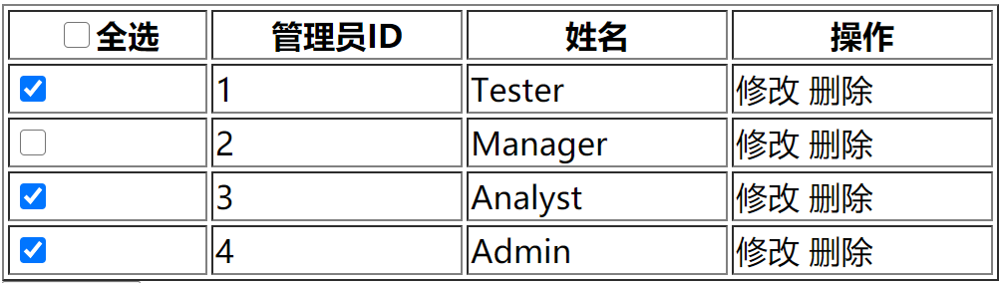 全选 管理员ID 姓名 操作
1 Tester 修改 删除
2 Manager 修改 删除
3 Analyst 修改 删除
4 Admin 修改 删除